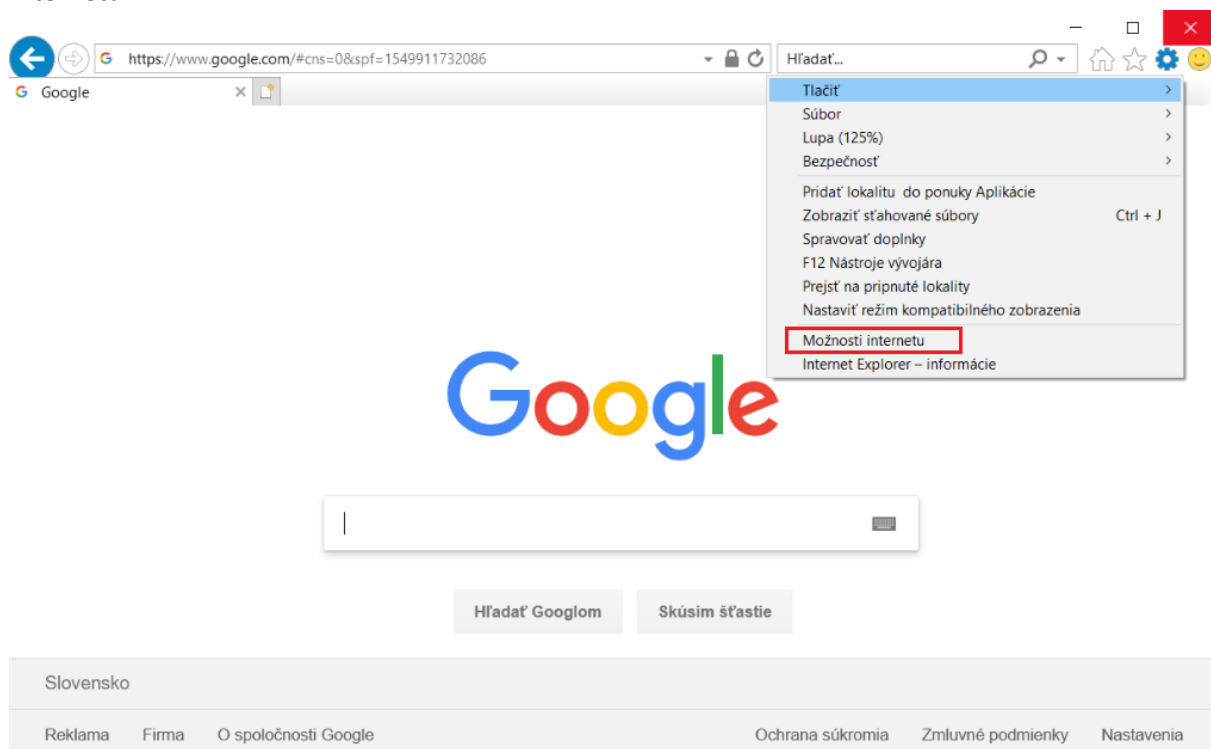 https://www.google.com/#cns=0&spf=1549911732086
Hľadať...
Google
Tlačiť
Súbor
Lupa (125%)
Bezpečnosť
Pridať lokalitu do ponuky Aplikácie
Zobraziť sťahované súbory Ctrl + J
Spravovať doplnky
F12 Nástroje vývojára
Prejsť na pripnuté lokality
Nastaviť režim kompatibilného zobrazenia
Možnosti internetu
Internet Explorer – informácie
Google
Hľadať Googlom Skúsim šťastie
Slovensko
Reklama Firma O spoločnosti Google Ochrana súkromia Zmluvné podmienky Nastavenia